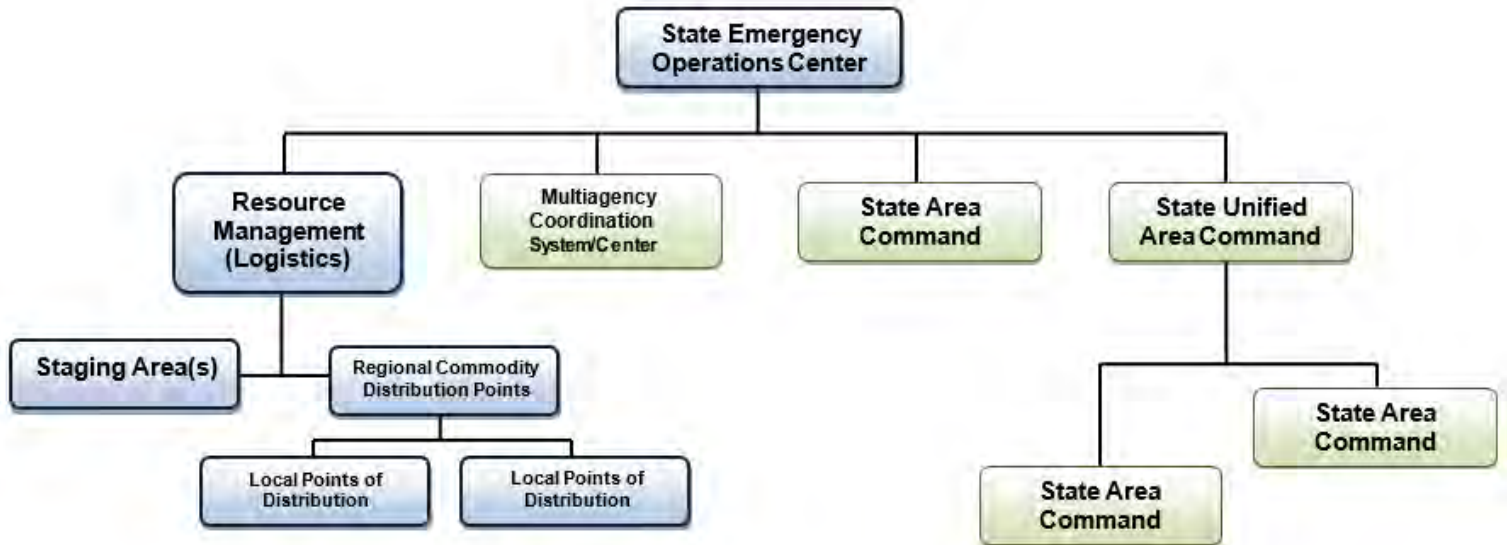 State Emergency
Operations Center
Resource
Management
(Logistics)
Multiagency
Coordination
System/Center
State Area
Command
State Unified
Area Command
Staging Area(s)
Regional Commodity
Distribution Points
Local Points of
Distribution
Local Points of
Distribution
State Area
Command
State Area
Command